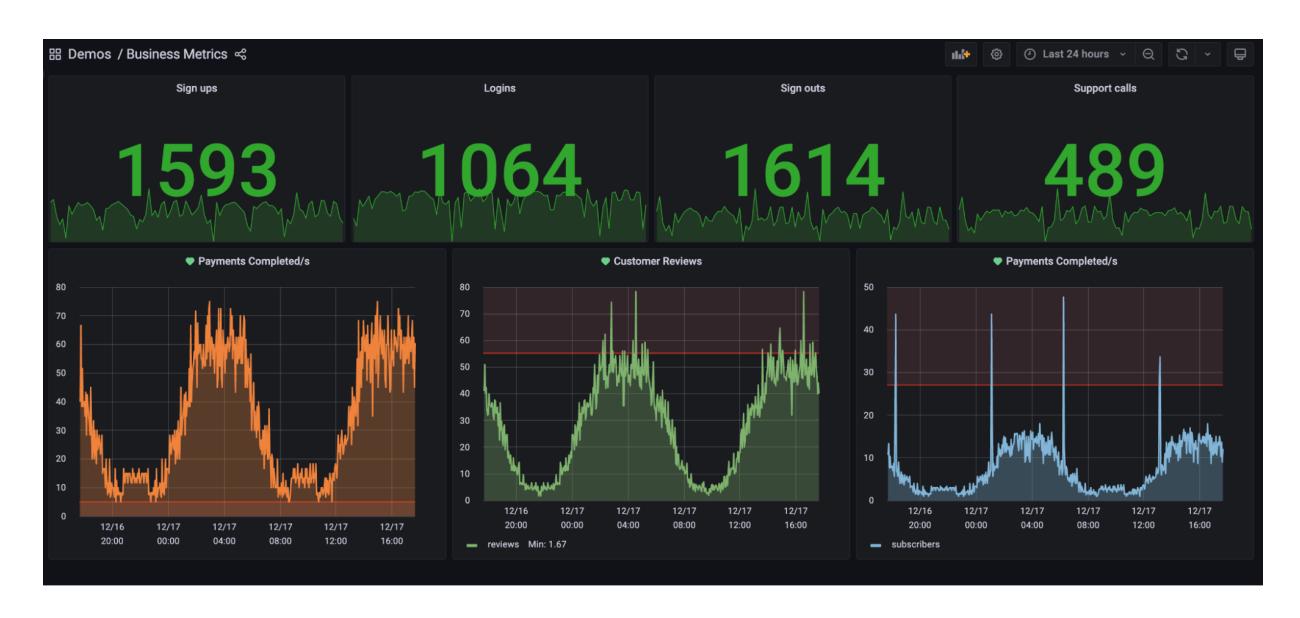 Demos / Business Metrics
Last 24 hours
Sign ups
Logins
Sign outs
Support calls
1593
1064
1614
489
Payments Completed/s
Customer Reviews
Payments Completed/s
80
70
60
50
40
30
20
10
0
12/16 12/17 12/17 12/17 12/17 12/17
20:00 00:00 04:00 08:00 12:00 16:00
80
70
60
50
40
30
20
10
0
12/16 12/17 12/17 12/17 12/17 12/17
20:00 00:00 04:00 08:00 12:00 16:00
reviews Min: 1.67
50
40
30
20
10
0
12/16 12/17 12/17 12/17 12/17 12/17
20:00 00:00 04:00 08:00 12:00 16:00
subscribers